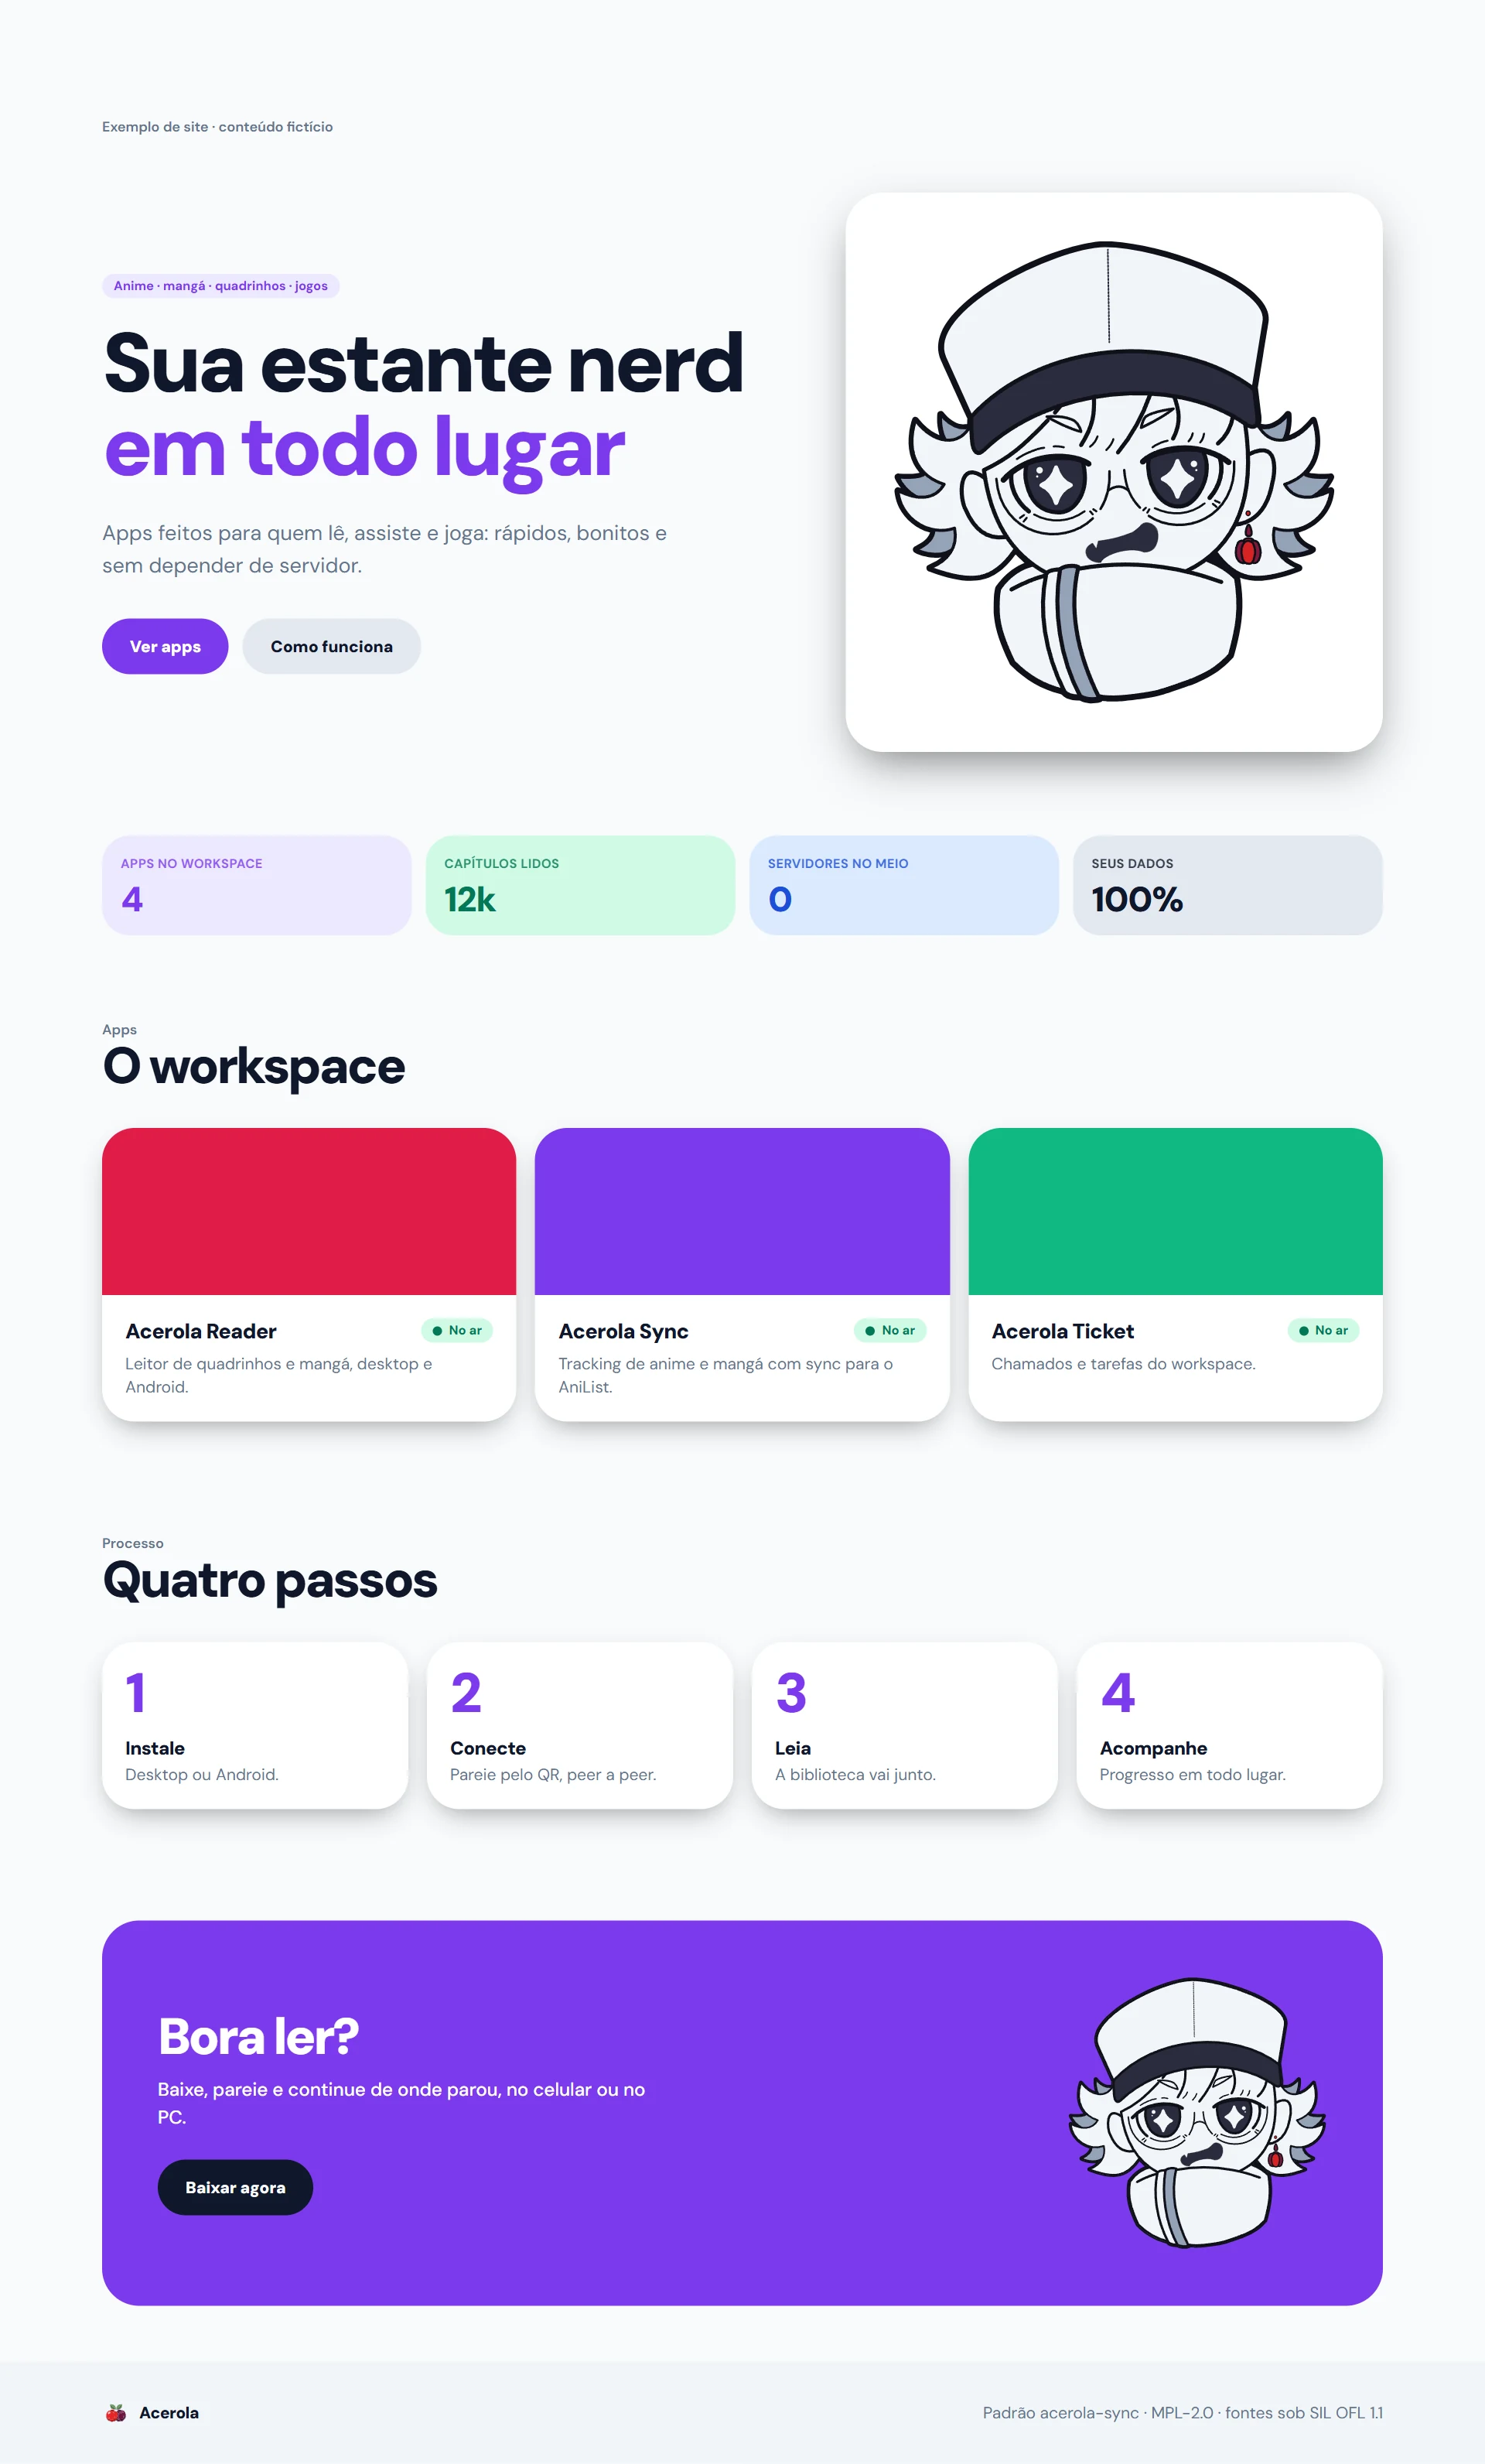 Exemplo de site · conteúdo fictício
Anime · mangá · quadrinhos · jogos
Sua estante nerd
em todo lugar
Apps feitos para quem lê, assiste e joga: rápidos, bonitos e
sem depender de servidor.
Ver apps
Como funciona
APPS NO WORKSPACE
4
CAPÍTULOS LIDOS
12k
SERVIDORES NO MEIO
0
SEUS DADOS
100%
Apps
O workspace
Acerola Reader
No ar
Leitor de quadrinhos e mangá, desktop e
Android.
Acerola Sync
No ar
Tracking de anime e mangá com sync para o
AniList.
Acerola Ticket
No ar
Chamados e tarefas do workspace.
Processo
Quatro passos
1
Instale
Desktop ou Android.
2
Conecte
Pareie pelo QR, peer a peer.
3
Leia
A biblioteca vai junto.
4
Acompanhe
Progresso em todo lugar.
Bora ler?
Baixe, pareie e continue de onde parou, no celular ou no
PC.
Baixar agora
Acerola
Padrão acerola-sync · MPL-2.0 · fontes sob SIL OFL 1.1